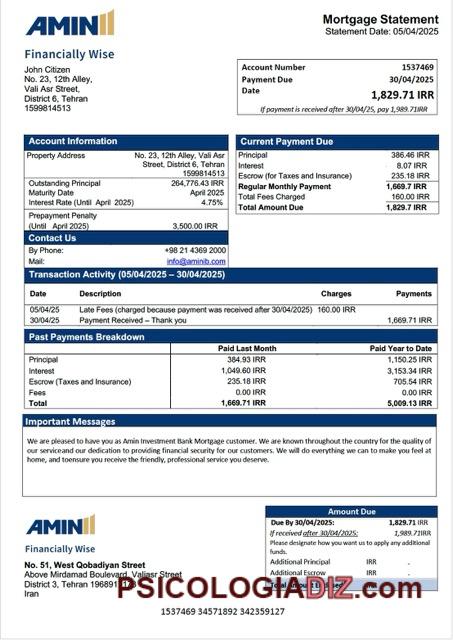 AMIN
Mortgage Statement
Statement Date: 05/04/2025
Financially Wise
John Citizen
No. 23, 12th Alley,
Vali Asr Street,
District 6, Tehran
1599814513
Account Number 1537469
Payment Due 30/04/2025
Date 1,829.71 IRR
If payment is received after 30/04/25, pay 1,989.71IRR
Account Information
Property Address No. 23, 12th Alley, Vali Asr
Street, District 6, Tehran
1599814513
Outstanding Principal 264,776.43 IRR
Maturity Date April 2025
Interest Rate (Until April 2025) 4.75%
Prepayment Penalty
(Until April 2025) 3,500.00 IRR
Current Payment Due
Principal 386.46 IRR
Interest 8.07 IRR
Escrow (for Taxes and Insurance) 235.18 IRR
Regular Monthly Payment 1,669.7 IRR
Total Fees Charged 160.00 IRR
Total Amount Due 1,829.7 IRR
Contact Us
By Phone: +98 21 4369 2000
Mail: info@aminib.com
Transaction Activity (05/04/2025 – 30/04/2025)
Date Description Charges Payments
05/04/25 Late Fees (charged because payment was received after 30/04/2025) 160.00 IRR
30/04/25 Payment Received – Thank you 1,669.71 IRR
Past Payments Breakdown
Paid Last Month Paid Year to Date
Principal 384.93 IRR 1,150.25 IRR
Interest 1,049.60 IRR 3,153.34 IRR
Escrow (Taxes and Insurance) 235.18 IRR 705.54 IRR
Fees 0.00 IRR 0.00 IRR
Total 1,669.71 IRR 5,009.13 IRR
Important Messages
We are pleased to have you as Amin Investment Bank Mortgage customer. We are known throughout the country for the quality of
our serviceand our dedication to providing financial security for our customers. We will do everything we can to make you feel at
home, and toensure you receive the friendly, professional service you deserve.
AMIN
Financially Wise
No. 51, West Qobadiyan Street
Above Mirdamad Boulevard, Valiasr Street
District 3, Tehran
Iran
Amount Due
Due By 30/04/2025: 1,829.71 IRR
If received after 30/04/25: 1,989.71IRR
Please designate how you want us to apply any additional
funds.
Additional Principal IRR -
Additional Escrow IRR -
PSICOLOGIADIZ.com
1537469 34571892 342359127